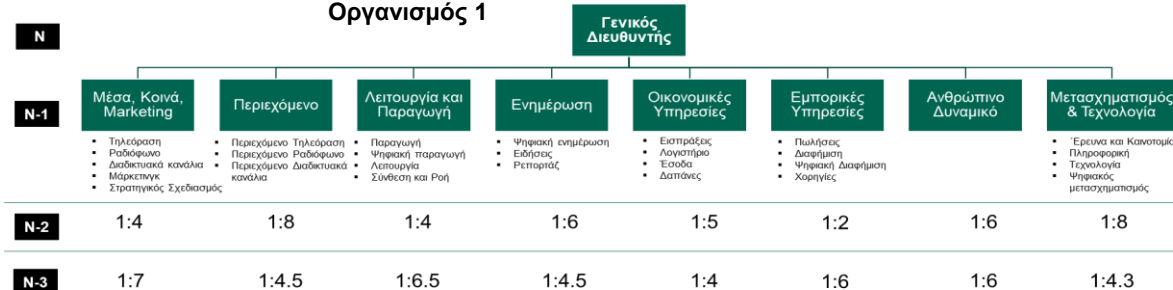 Οργανισμός 1
N
Γενικός
Διευθυντής
N-1
Μέσα, Κοινά,
Marketing
Περιεχόμενο
Λειτουργία και
Παραγωγή
Ενημέρωση
Οικονομικές
Υπηρεσίες
Εμπορικές
Υπηρεσίες
Ανθρώπινο
Δυναμικό
Μετασχηματισμός
& Τεχνολογία
▪ Τηλεόραση
▪ Ραδιόφωνο
▪ Διαδικτυακά κανάλια
▪ Μάρκετινγκ
▪ Στρατηγικός Σχεδιασμός
▪ Περιεχόμενο Τηλεόραση
▪ Περιεχόμενο Ραδιόφωνο
▪ Περιεχόμενο Διαδικτυακά
κανάλια
▪ Παραγωγή
▪ Ψηφιακή παραγωγή
▪ Λειτουργία
▪ Σύνθεση και Ροή
▪ Ψηφιακή ενημέρωση
▪ Ειδήσεις
▪ Ρεπορτάζ
▪ Εισπράξεις
▪ Λογιστήριο
▪ Έσοδα
▪ Δαπάνες
▪ Πωλήσεις
▪ Διαφήμιση
▪ Ψηφιακή Διαφήμιση
▪ Χορηγίες
▪ Έρευνα και Καινοτομία
▪ Πληροφορική
▪ Τεχνολογία
▪ Ψηφιακός
μετασχηματισμός
N-2 1:4 1:8 1:4 1:6 1:5 1:2 1:6 1:8
N-3 1:7 1:4.5 1:6.5 1:4.5 1:4 1:6 1:6 1:4.3